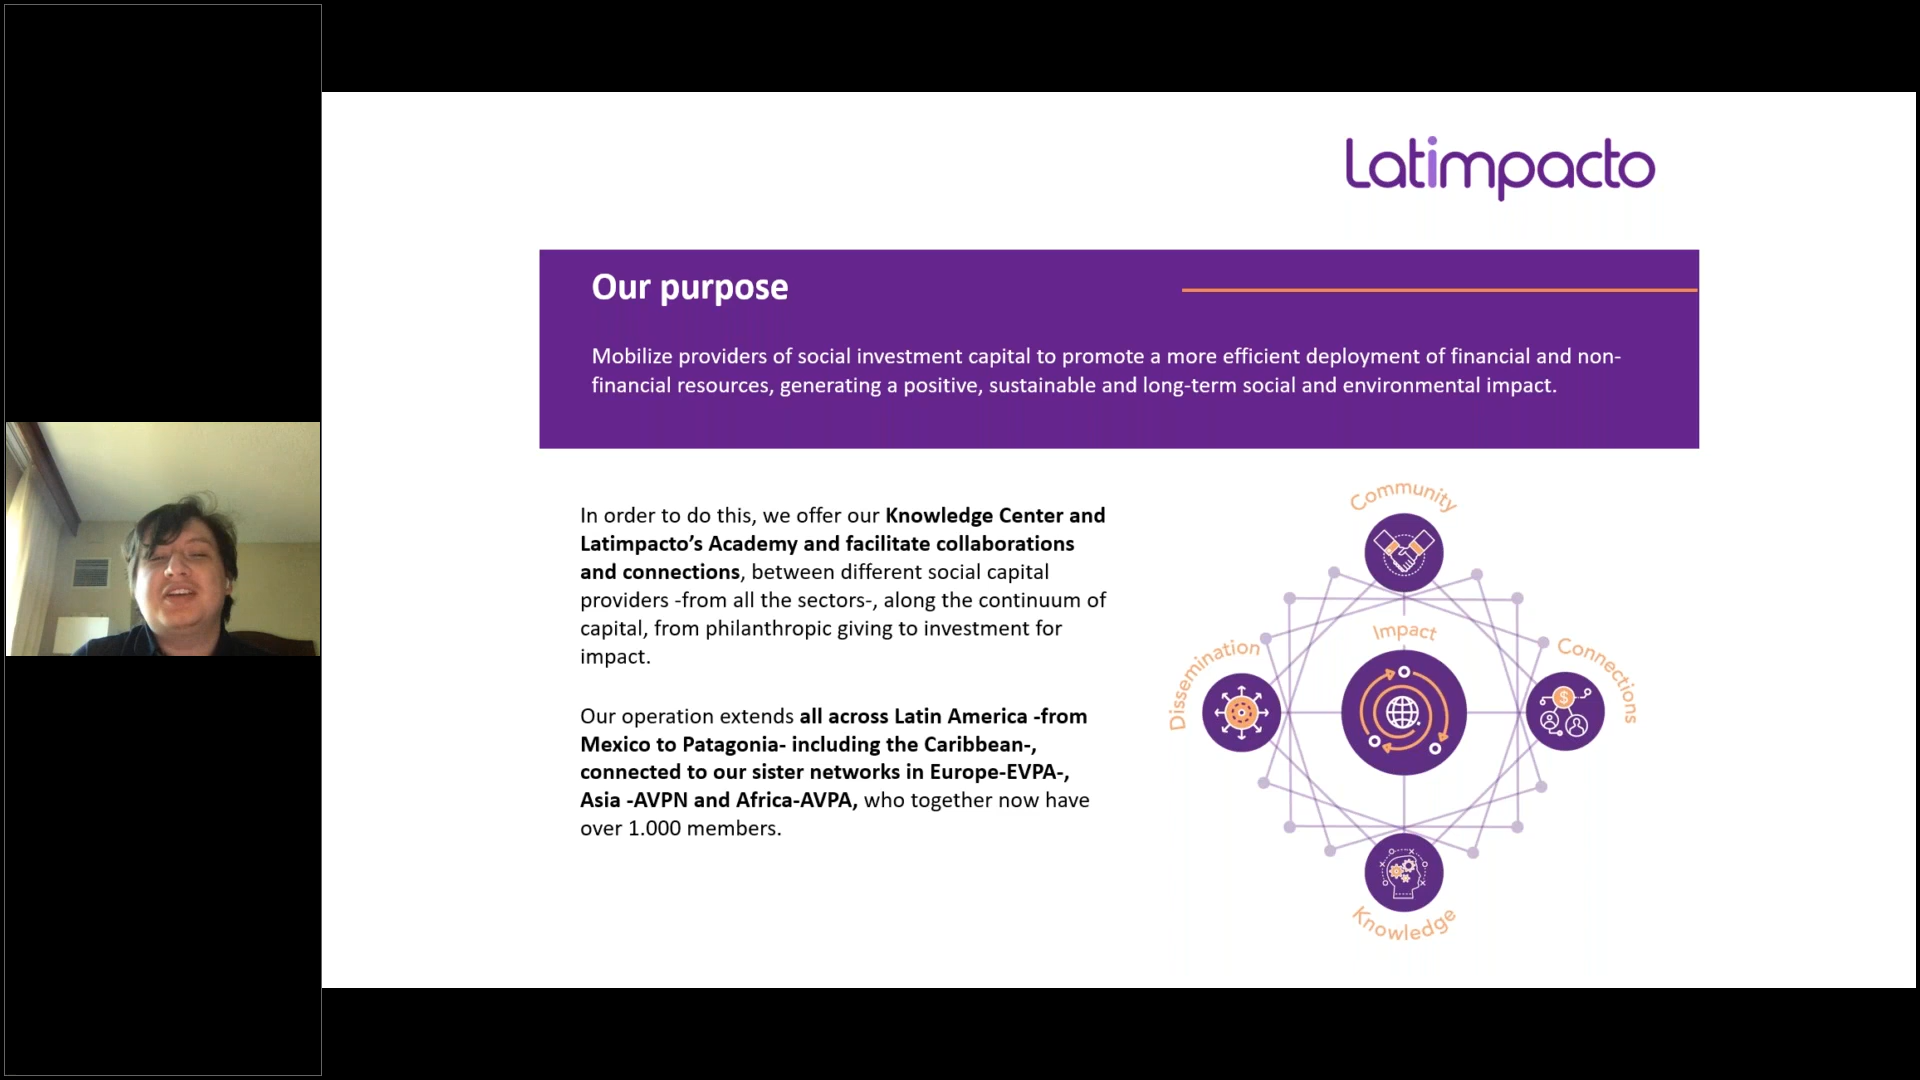 Latimpacto
Our purpose
Mobilize providers of social investment capital to promote a more efficient deployment of financial and non-
financial resources, generating a positive, sustainable and long-term social and environmental impact.
In order to do this, we offer our Knowledge Center and
Latimpacto’s Academy and facilitate collaborations
and connections, between different social capital
providers -from all the sectors-, along the continuum of
capital, from philanthropic giving to investment for
impact.
Our operation extends all across Latin America -from
Mexico to Patagonia- including the Caribbean-,
connected to our sister networks in Europe-EVPA-,
Asia -AVPN and Africa-AVPA, who together now have
over 1.000 members.
Community
Impact
Dissemination
Connections
$
Knowledge